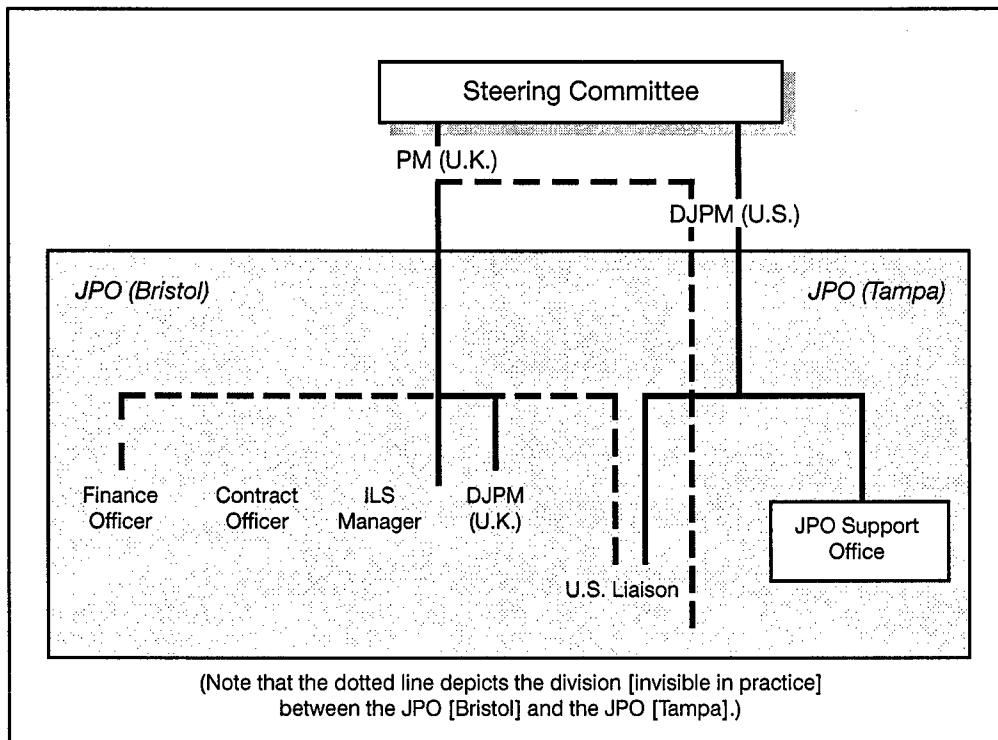 Steering Committee
PM (U.K.)
DJPM (U.S.)
JPO (Bristol)
JPO (Tampa)
Finance
Officer
Contract
Officer
ILS
Manager
DJPM
(U.K.)
U.S. Liaison
JPO Support
Office
(Note that the dotted line depicts the division [invisible in practice]
between the JPO [Bristol] and the JPO [Tampa].)